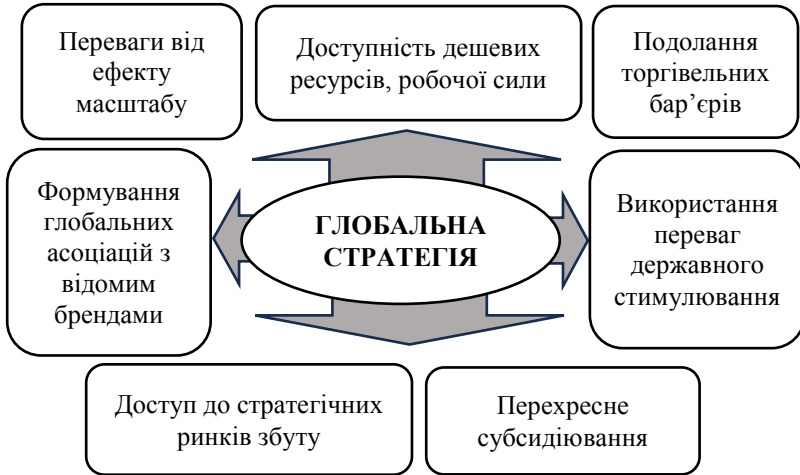 Переваги від
ефекту
масштабу
Доступність дешевих
ресурсів, робочої сили
Подолання
торгівельних
бар’єрів
Формування
глобальних
асоціацій з
відомим
брендами
ГЛОБАЛЬНА
СТРАТЕГІЯ
Використання
переваг
державного
стимулювання
Доступ до стратегічних
ринків збуту
Перехресне
субсидіювання